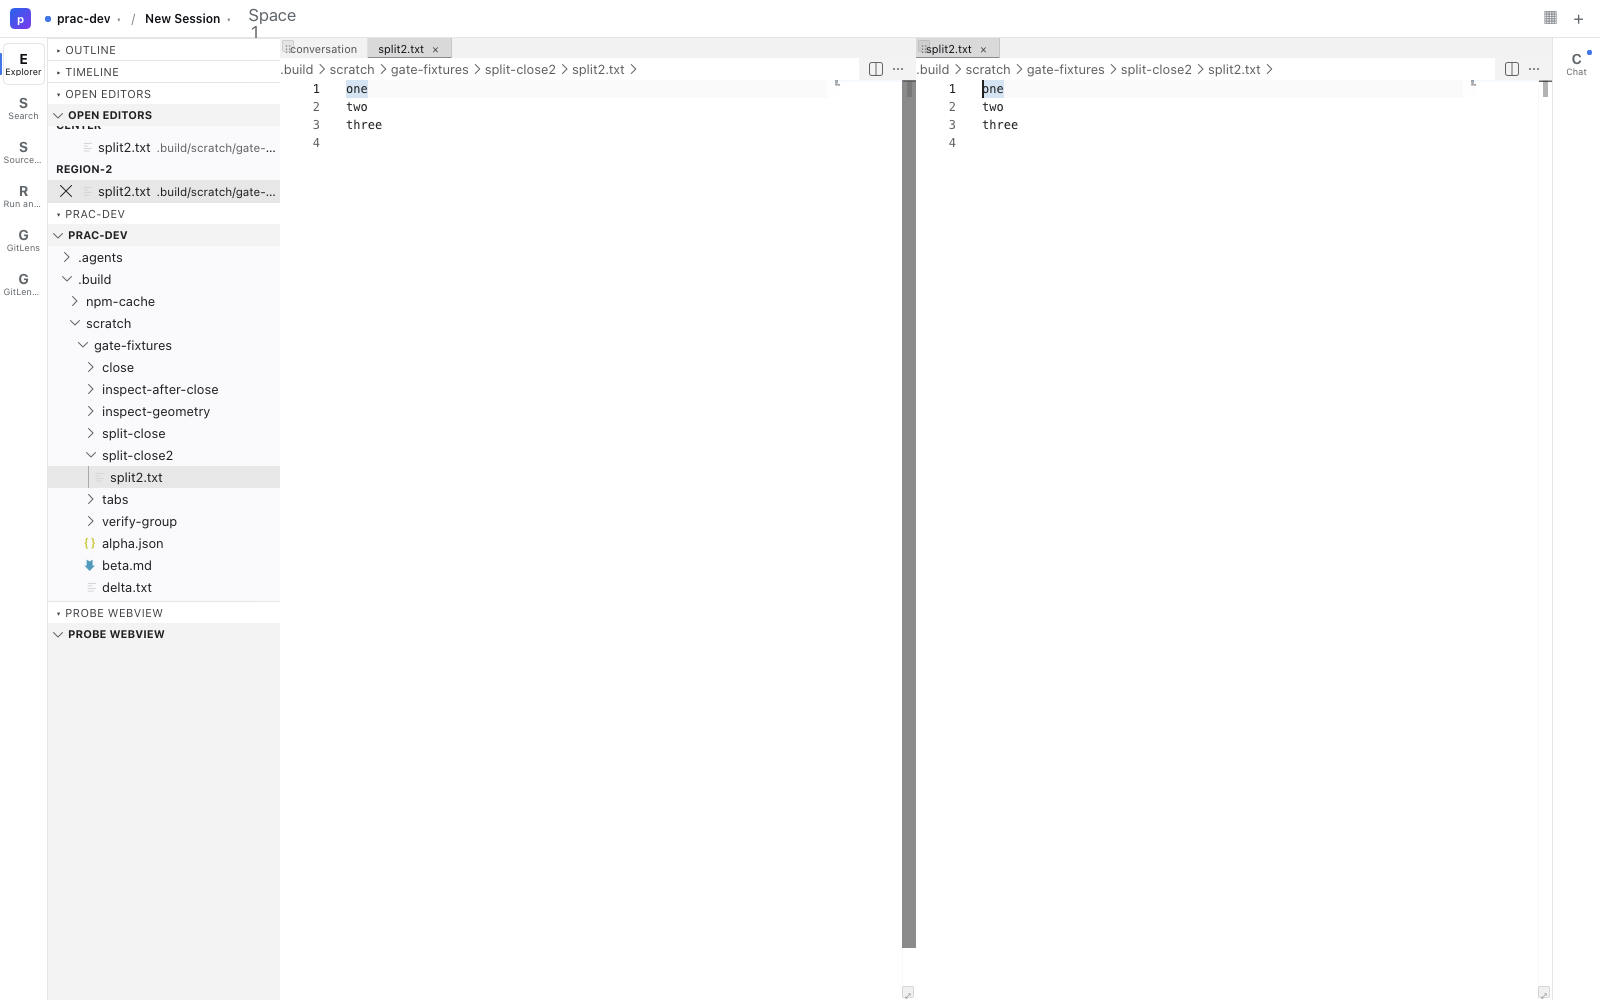 p prac-dev / New Session Space 1
E Explorer
S Search
S Source...
R Run an...
G GitLens
G GitLen...
OUTLINE
TIMELINE
OPEN EDITORS
OPEN EDITORS
CENTER
split2.txt .build/scratch/gate-...
REGION-2
split2.txt .build/scratch/gate-...
PRAC-DEV
PRAC-DEV
.agents
.build
npm-cache
scratch
gate-fixtures
close
inspect-after-close
inspect-geometry
split-close
split-close2
split2.txt
tabs
verify-group
{} alpha.json
beta.md
delta.txt
PROBE WEBVIEW
PROBE WEBVIEW
conversation split2.txt ×
.build > scratch > gate-fixtures > split-close2 > split2.txt >
1 one
2 two
3 three
4
split2.txt ×
.build > scratch > gate-fixtures > split-close2 > split2.txt >
1 one
2 two
3 three
4
C Chat